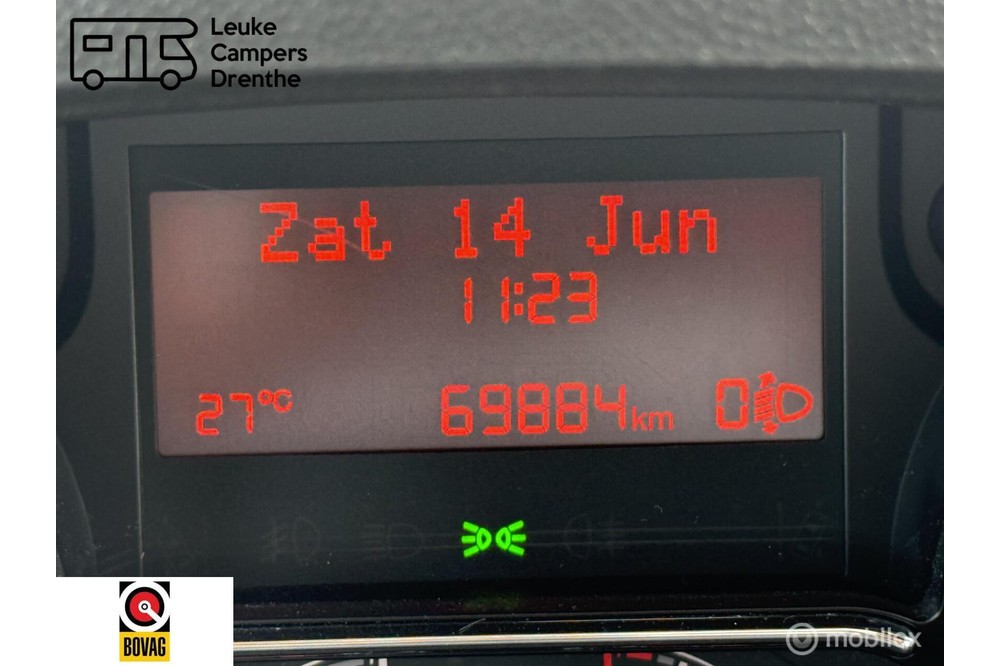 Leuke
Campers
Drenthe
Zat 14 Jun
11:23
27°C 69884km 0
BOVAG
mobilox